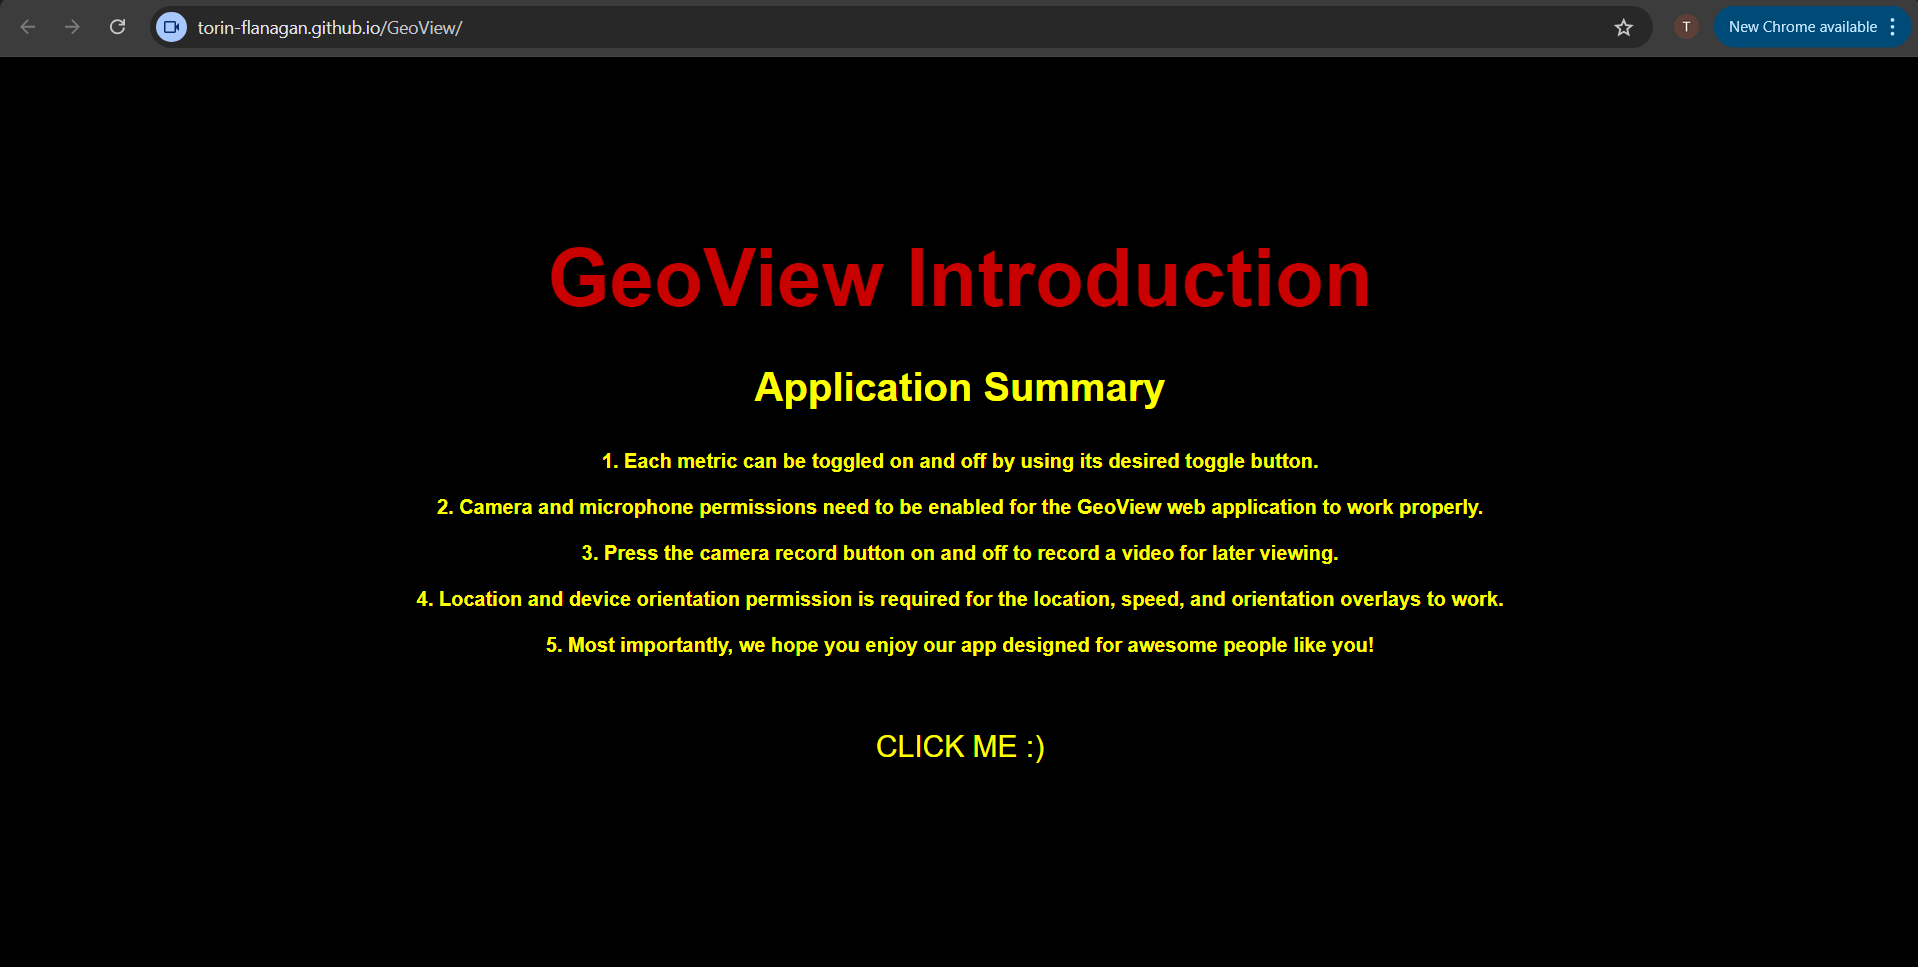 torin-flanagan.github.io/GeoView/
T
New Chrome available
GeoView Introduction
Application Summary
1. Each metric can be toggled on and off by using its desired toggle button.
2. Camera and microphone permissions need to be enabled for the GeoView web application to work properly.
3. Press the camera record button on and off to record a video for later viewing.
4. Location and device orientation permission is required for the location, speed, and orientation overlays to work.
5. Most importantly, we hope you enjoy our app designed for awesome people like you!
CLICK ME :)